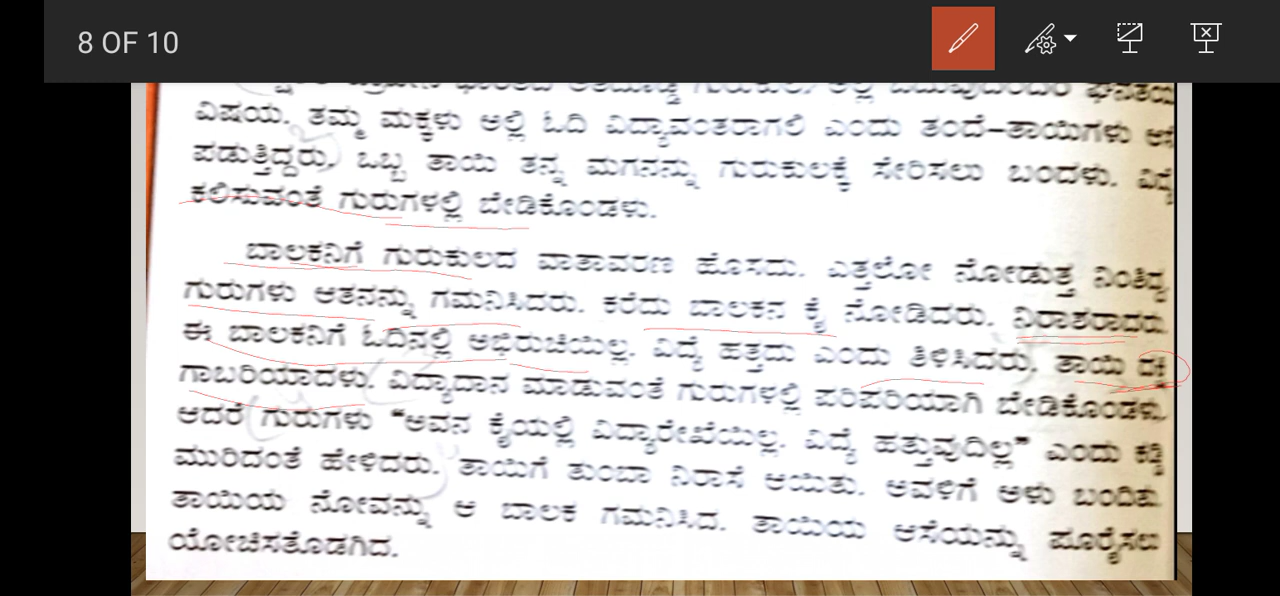 8 OF 10
ವಿಷಯ. ತಮ್ಮ ಮಕ್ಕಳು ಅಲ್ಲಿ ಓದಿ ವಿದ್ಯಾವಂತರಾಗಲಿ ಎಂದು ತಂದೆ–ತಾಯಿಗಳು ಆಸೆ
ಪಡುತ್ತಿದ್ದರು. ಒಬ್ಬ ತಾಯಿ ತನ್ನ ಮಗನನ್ನು ಗುರುಕುಲಕ್ಕೆ ಸೇರಿಸಲು ಬಂದಳು. ವಿದ್ಯೆ
ಕಲಿಸುವಂತೆ ಗುರುಗಳಲ್ಲಿ ಬೇಡಿಕೊಂಡಳು.
ಬಾಲಕನಿಗೆ ಗುರುಕುಲದ ವಾತಾವರಣ ಹೊಸದು. ಎತ್ತಲೋ ನೋಡುತ್ತ ನಿಂತಿದ್ದ.
ಗುರುಗಳು ಆತನನ್ನು ಗಮನಿಸಿದರು. ಕರೆದು ಬಾಲಕನ ಕೈ ನೋಡಿದರು. ನಿರಾಶರಾದರು.
ಈ ಬಾಲಕನಿಗೆ ಓದಿನಲ್ಲಿ ಅಭಿರುಚಿಯಿಲ್ಲ. ವಿದ್ಯೆ ಹತ್ತದು ಎಂದು ತಿಳಿಸಿದರು. ತಾಯಿ ದಿಕ್ಕೆ
ಗಾಬರಿಯಾದಳು. ವಿದ್ಯಾದಾನ ಮಾಡುವಂತೆ ಗುರುಗಳಲ್ಲಿ ಪರಿಪರಿಯಾಗಿ ಬೇಡಿಕೊಂಡಳು.
ಆದರೆ ಗುರುಗಳು "ಅವನ ಕೈಯಲ್ಲಿ ವಿದ್ಯಾರೇಖೆಯಿಲ್ಲ. ವಿದ್ಯೆ ಹತ್ತುವುದಿಲ್ಲ" ಎಂದು ಕಡ್ಡಿ
ಮುರಿದಂತೆ ಹೇಳಿದರು. ತಾಯಿಗೆ ತುಂಬಾ ನಿರಾಸೆ ಆಯಿತು. ಅವಳಿಗೆ ಅಳು ಬಂದಿತು.
ತಾಯಿಯ ನೋವನ್ನು ಆ ಬಾಲಕ ಗಮನಿಸಿದ. ತಾಯಿಯ ಆಸೆಯನ್ನು ಪೂರೈಸಲು
ಯೋಚಿಸತೊಡಗಿದ.